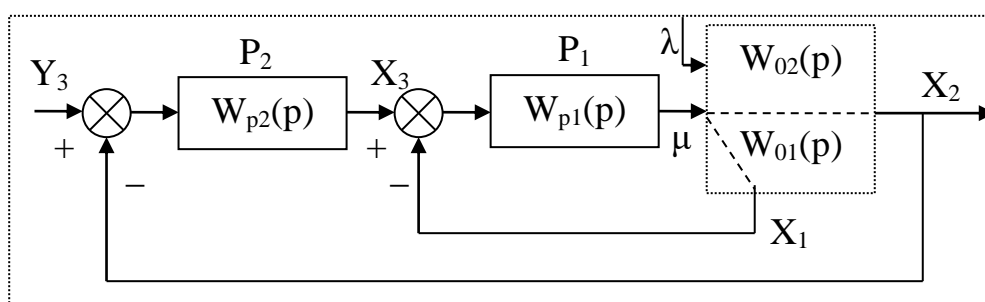 P₂
P₁
λ
W₀₂(p)
Y₃
X₃
X₂
Wₚ₂(p)
Wₚ₁(p)
+
+
μ
W₀₁(p)
−
−
X₁